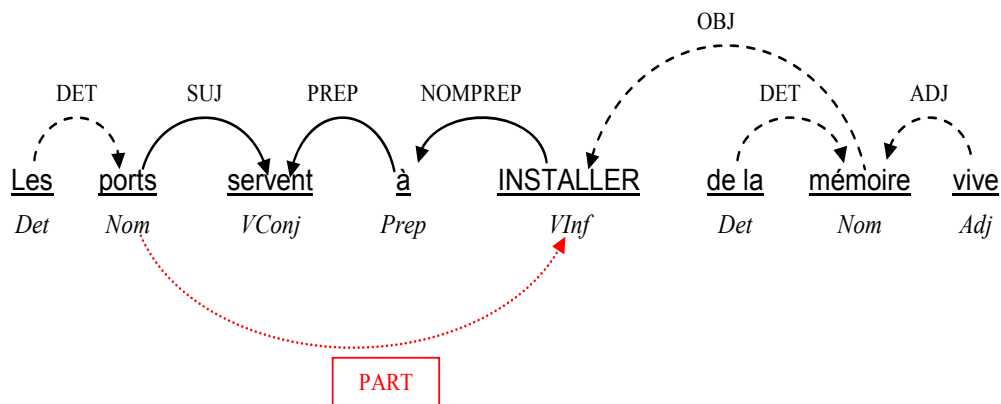 OBJ
DET SUJ PREP NOMPREP DET ADJ
Les ports servent à INSTALLER de la mémoire vive
Det Nom VConj Prep VInf Det Nom Adj
PART